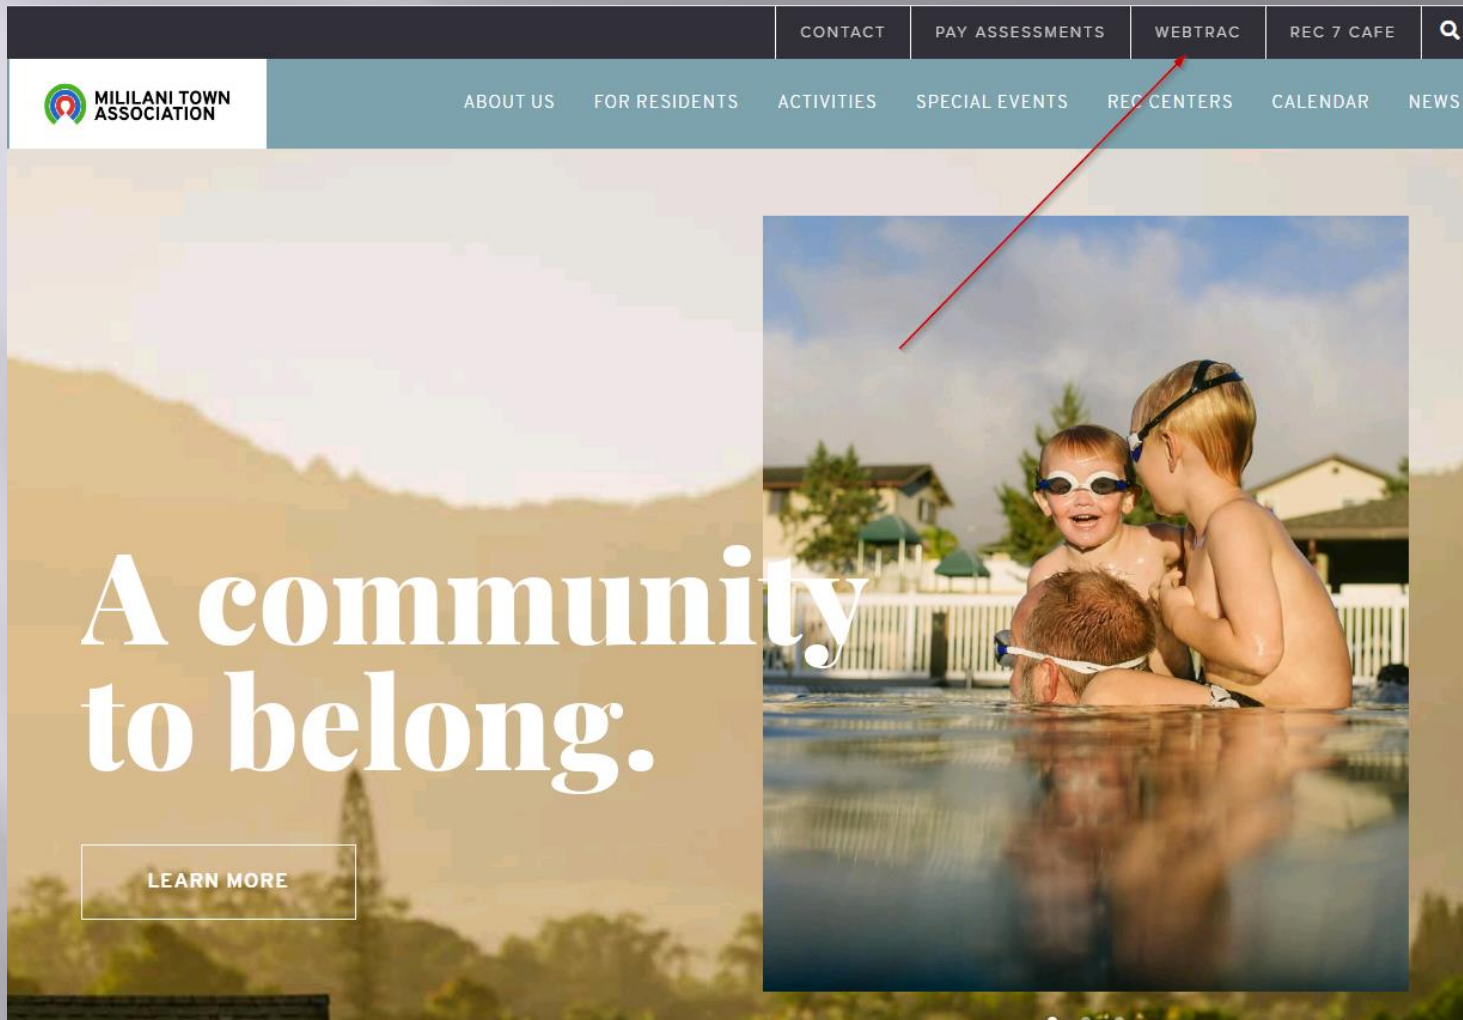 CONTACT PAY ASSESSMENTS WEBTRAC REC 7 CAFE
MILILANI TOWN
ASSOCIATION
ABOUT US FOR RESIDENTS ACTIVITIES SPECIAL EVENTS REC CENTERS CALENDAR NEWS
A community
to belong.
LEARN MORE